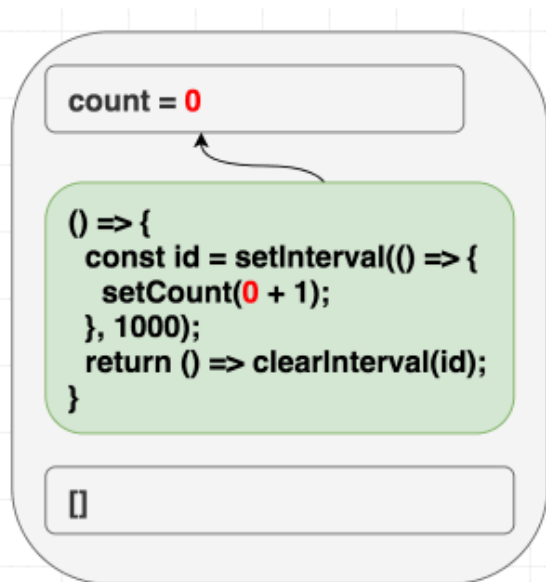 count = 0
() => {
const id = setInterval(() => {
setCount(0 + 1);
}, 1000);
return () => clearInterval(id);
}
[]